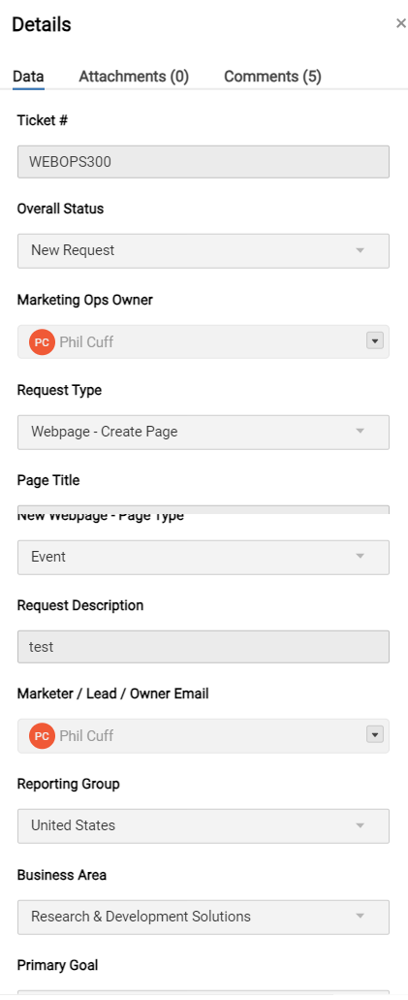 Details
×
Data Attachments (0) Comments (5)
Ticket #
WEBOPS300
Overall Status
New Request
Marketing Ops Owner
PC Phil Cuff
Request Type
Webpage - Create Page
Page Title
New Webpage - Page Type
Event
Request Description
test
Marketer / Lead / Owner Email
PC Phil Cuff
Reporting Group
United States
Business Area
Research & Development Solutions
Primary Goal